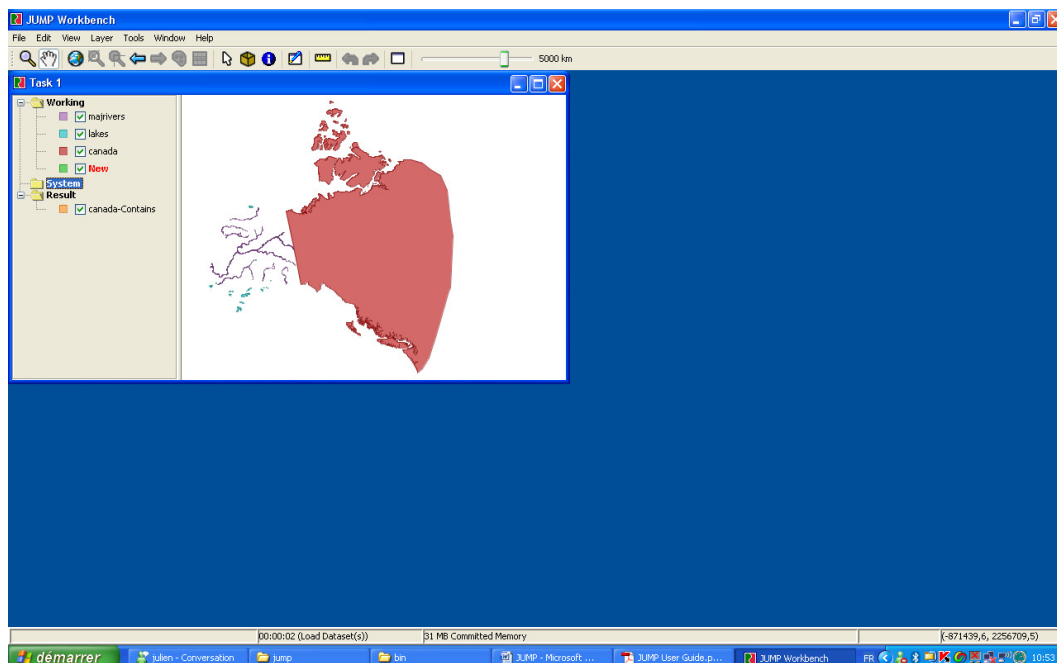 JUMP Workbench
File Edit View Layer Tools Window Help
5000 km
Task 1
Working
majrivers
lakes
canada
New
System
Result
canada-Contains
00:00:02 (Load Dataset(s)) 31 MB Committed Memory (-871439,6, 2256709,5)
démarrer julien - Conversation jump bin JUMP - Microsoft ... JUMP User Guide.p... JUMP Workbench FR 10:53